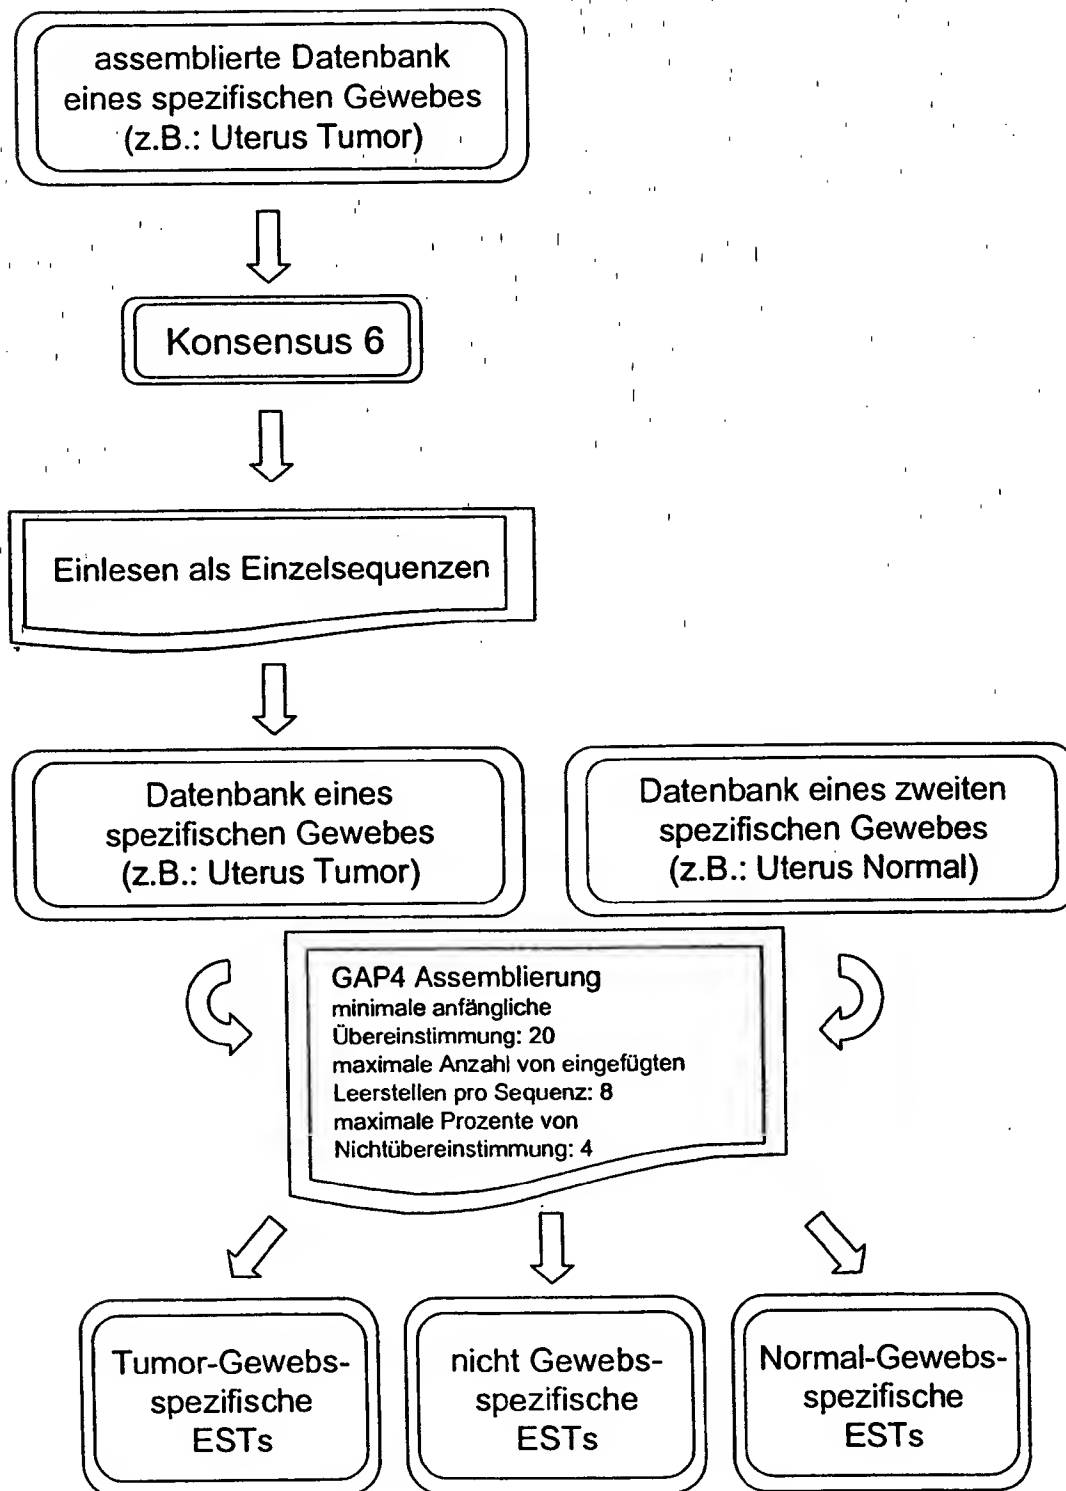 assemblierte Datenbank
eines spezifischen Gewebes
(z.B.: Uterus Tumor)
Konsensus 6
Einlesen als Einzelsequenzen
Datenbank eines
spezifischen Gewebes
(z.B.: Uterus Tumor)
Datenbank eines zweiten
spezifischen Gewebes
(z.B.: Uterus Normal)
GAP4 Assemblierung
minimale anfängliche
Übereinstimmung: 20
maximale Anzahl von eingefügten
Leerstellen pro Sequenz: 8
maximale Prozente von
Nichtübereinstimmung: 4
Tumor-Gewebs-
spezifische
ESTs
nicht Gewebs-
spezifische
ESTs
Normal-Gewebs-
spezifische
ESTs